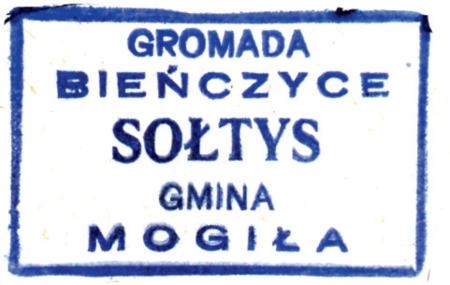 GROMADA
BIEŃCZYCE
SOŁTYS
GMINA
MOGIŁA